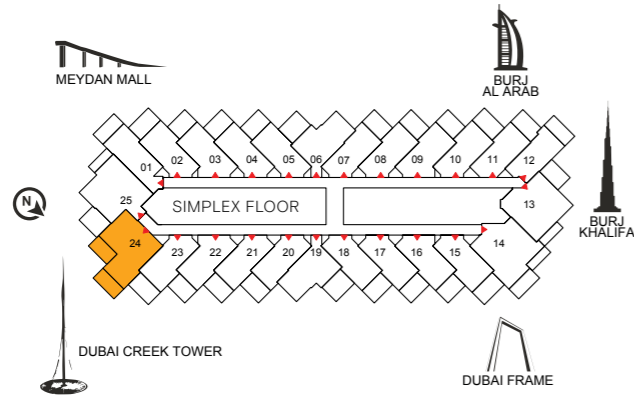 MEYDAN MALL
BURJ
AL ARAB
01 02 03 04 05 06 07 08 09 10 11 12
N
25
SIMPLEX FLOOR
13
BURJ
KHALIFA
24 23 22 21 20 19 18 17 16 15 14
DUBAI CREEK TOWER
DUBAI FRAME